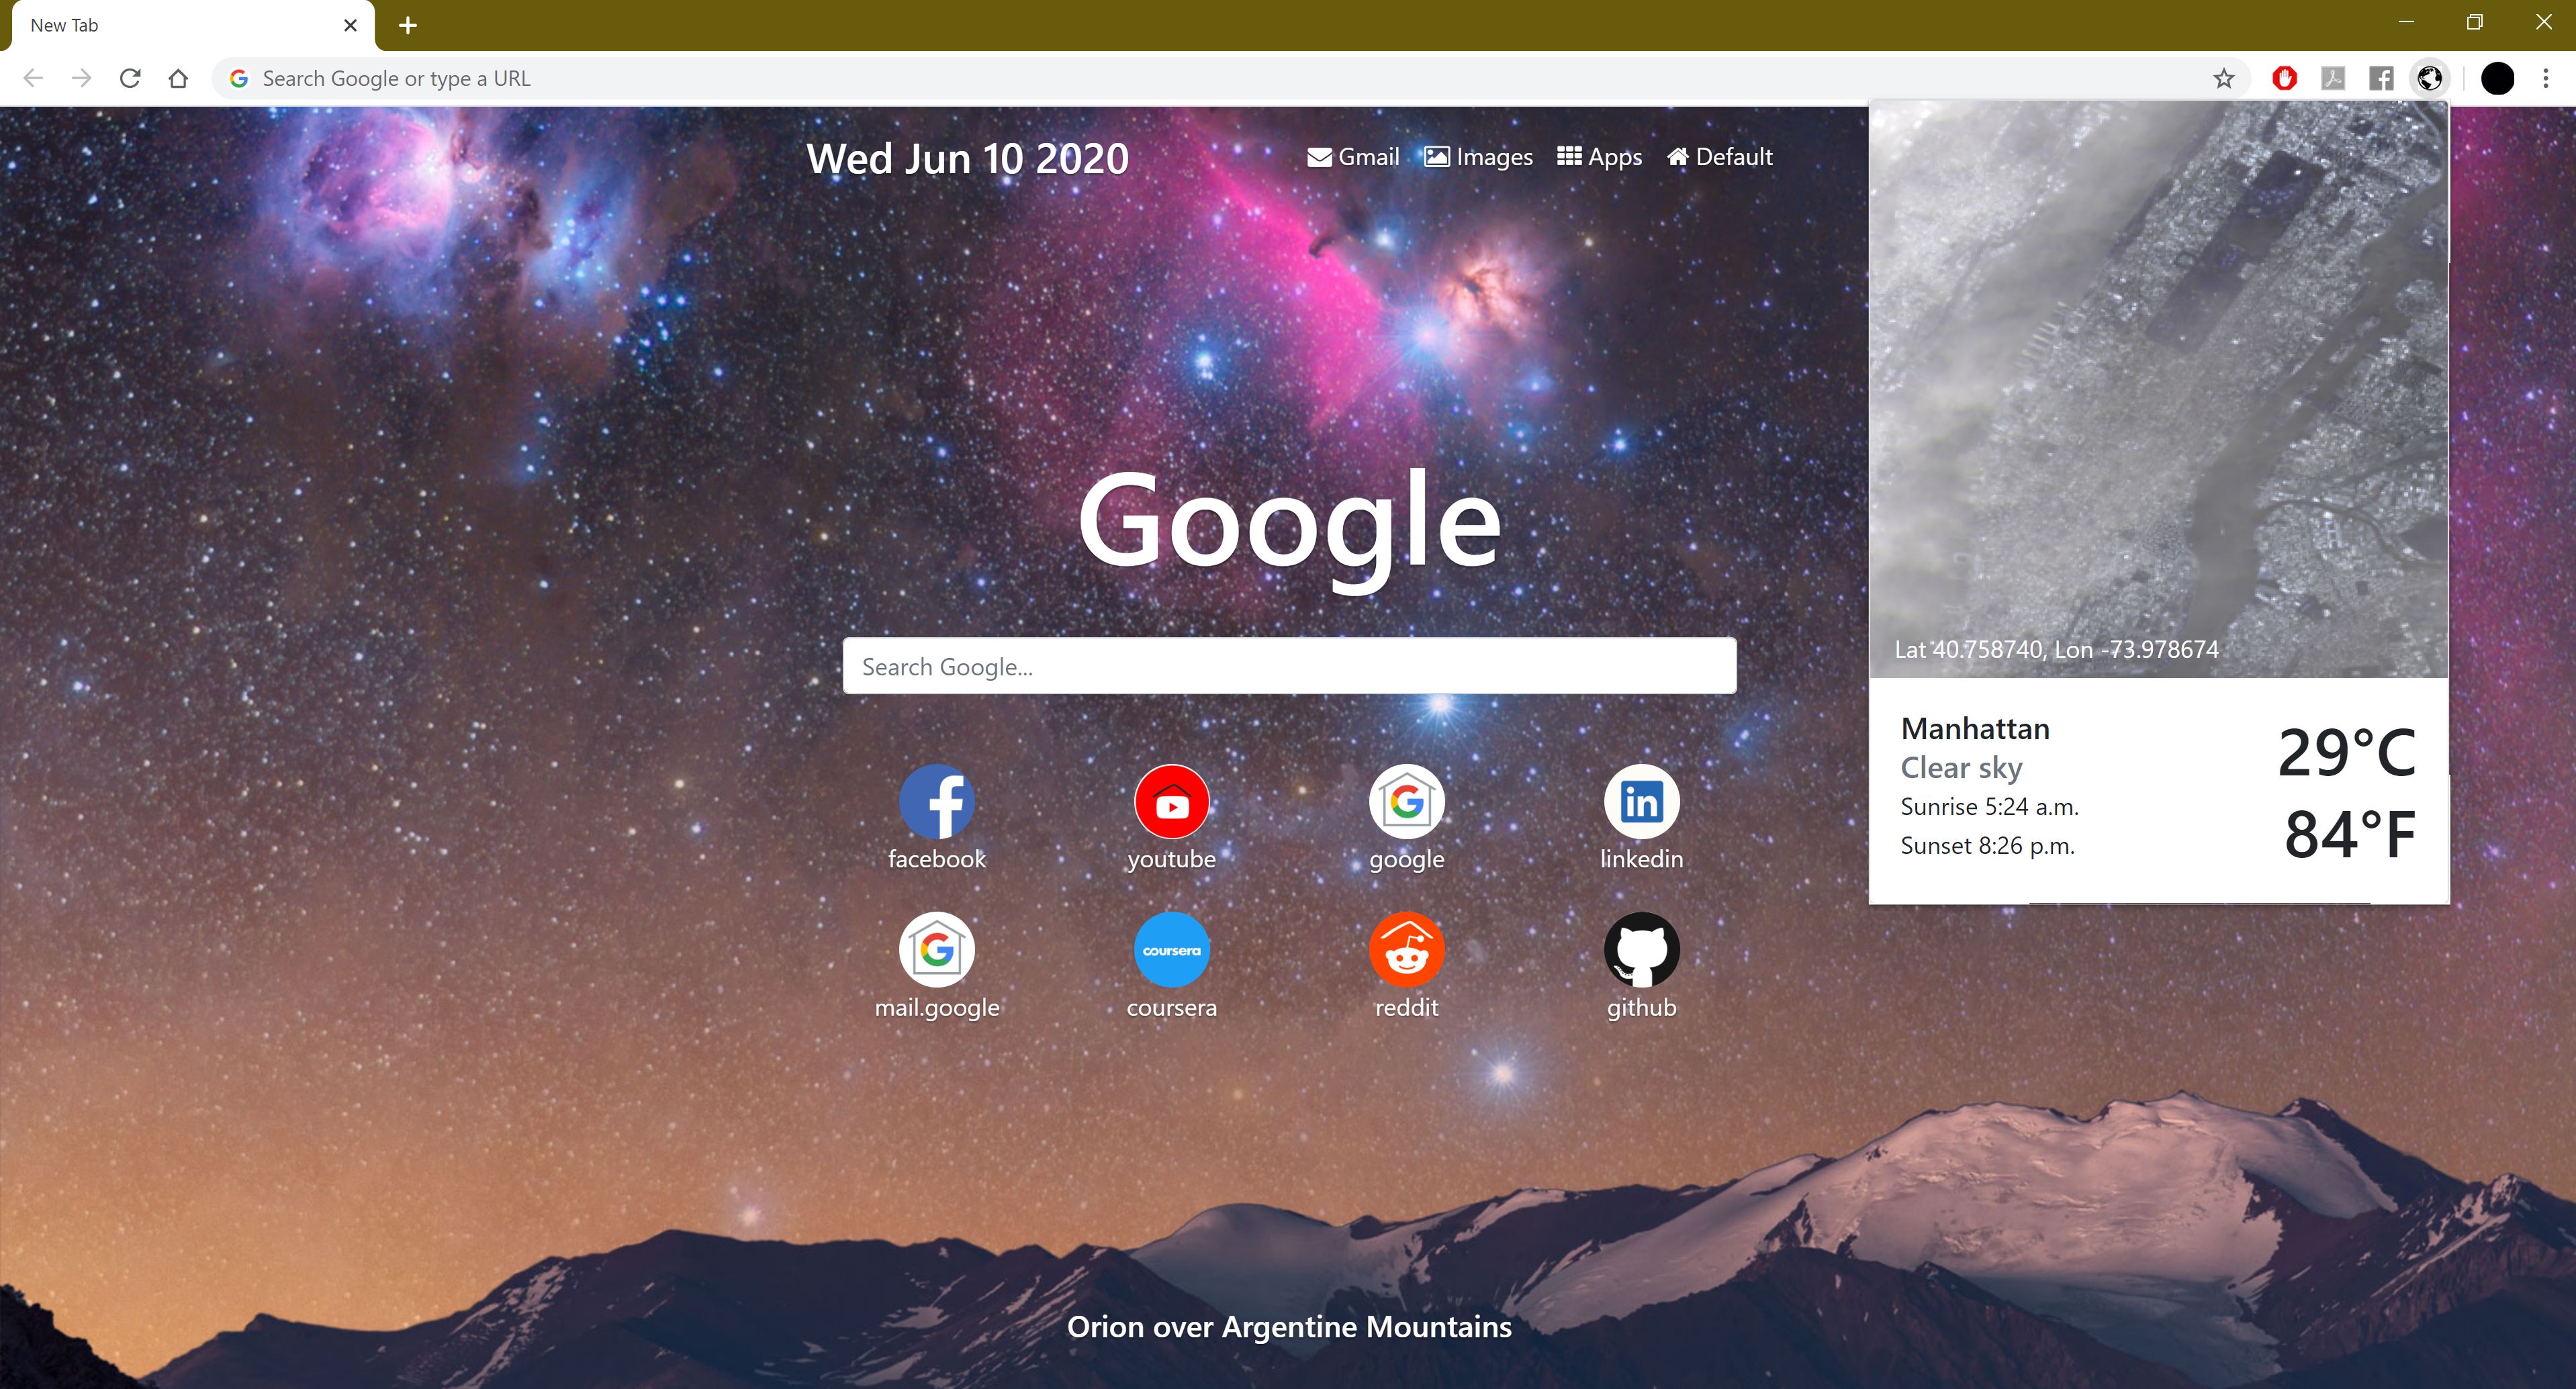 New Tab
Search Google or type a URL
Wed Jun 10 2020
Gmail Images Apps Default
Google
Search Google...
facebook youtube google linkedin
coursera
mail.google coursera reddit github
Orion over Argentine Mountains
Lat 40.758740, Lon -73.978674
Manhattan
Clear sky
Sunrise 5:24 a.m.
Sunset 8:26 p.m.
29°C
84°F